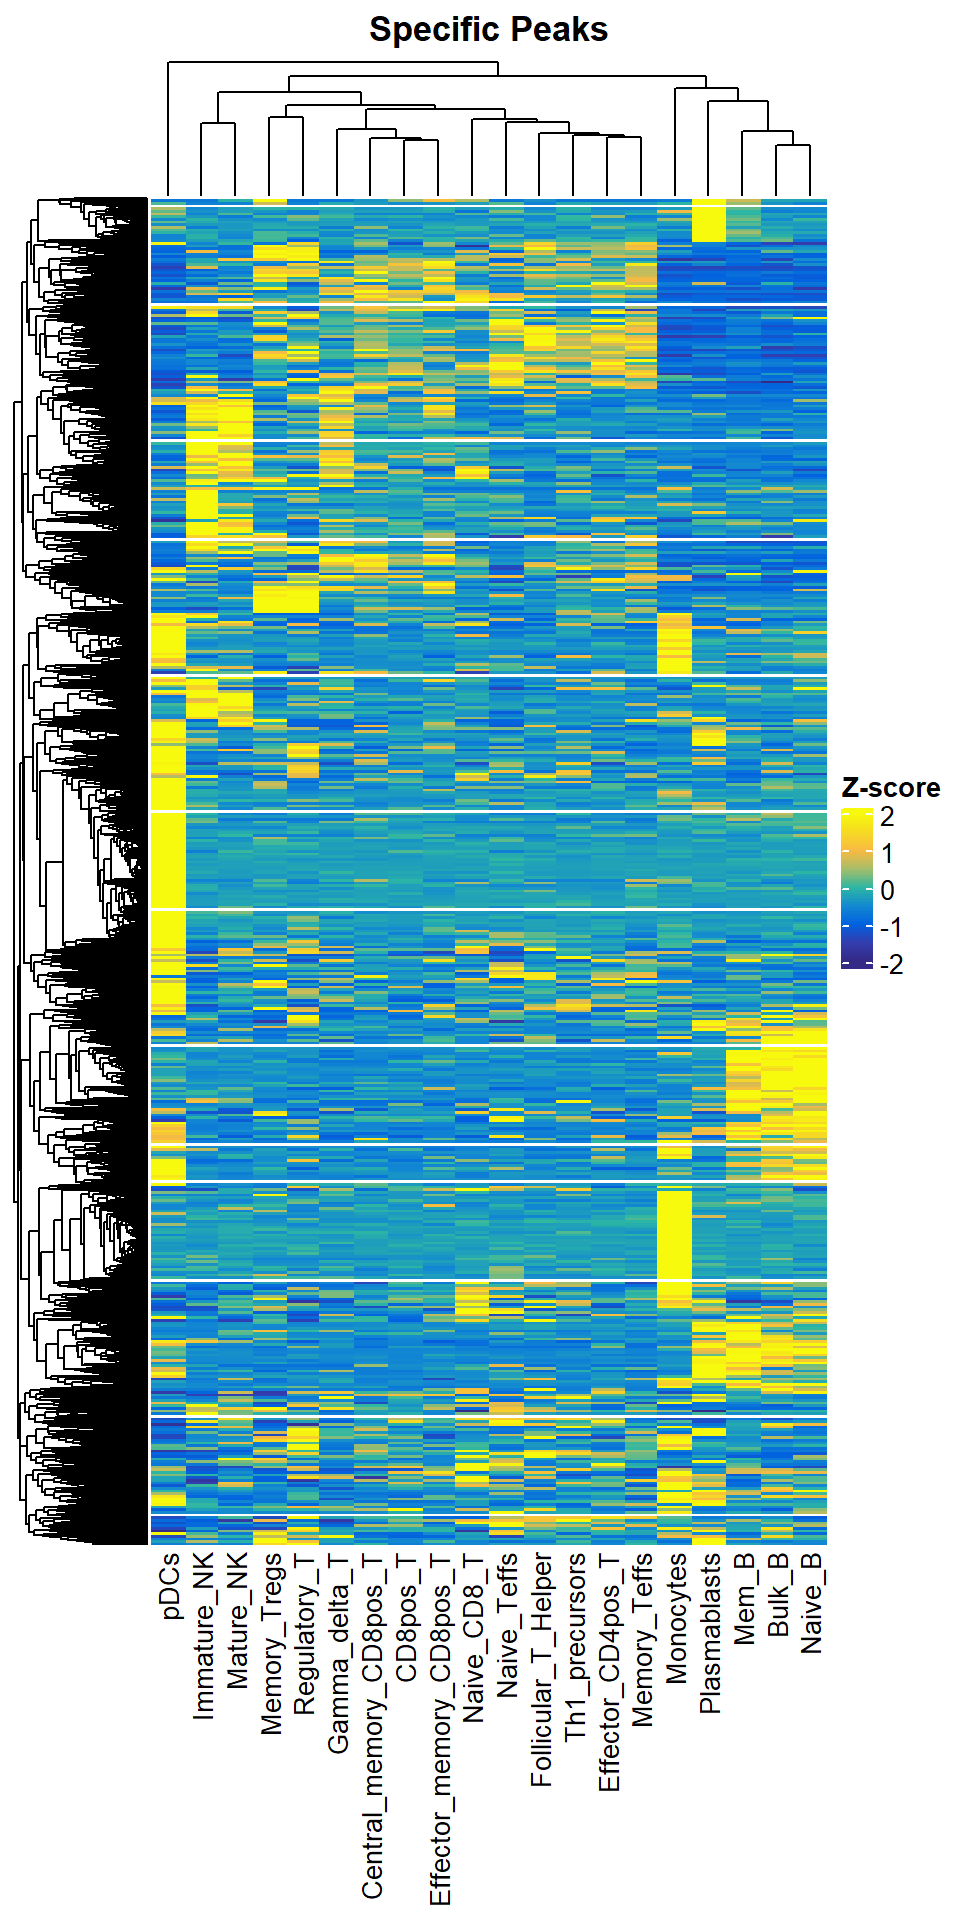 Specific Peaks
Z-score
2
1
0
-1
-2
pDCs
Immature_NK
Mature_NK
Memory_Tregs
Regulatory_T
Gamma_delta_T
Central_memory_CD8pos_T
CD8pos_T
Effector_memory_CD8pos_T
Naive_CD8_T
Naive_Teffs
Follicular_T_Helper
Th1_precursors
Effector_CD4pos_T
Memory_Teffs
Monocytes
Plasmablasts
Mem_B
Bulk_B
Naive_B